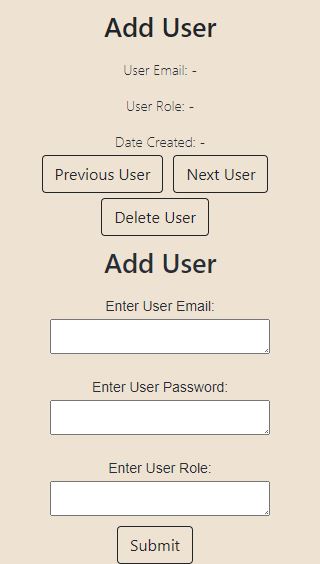 Add User
User Email: -
User Role: -
Date Created: -
Previous User Next User
Delete User
Add User
Enter User Email:
Enter User Password:
Enter User Role:
Submit